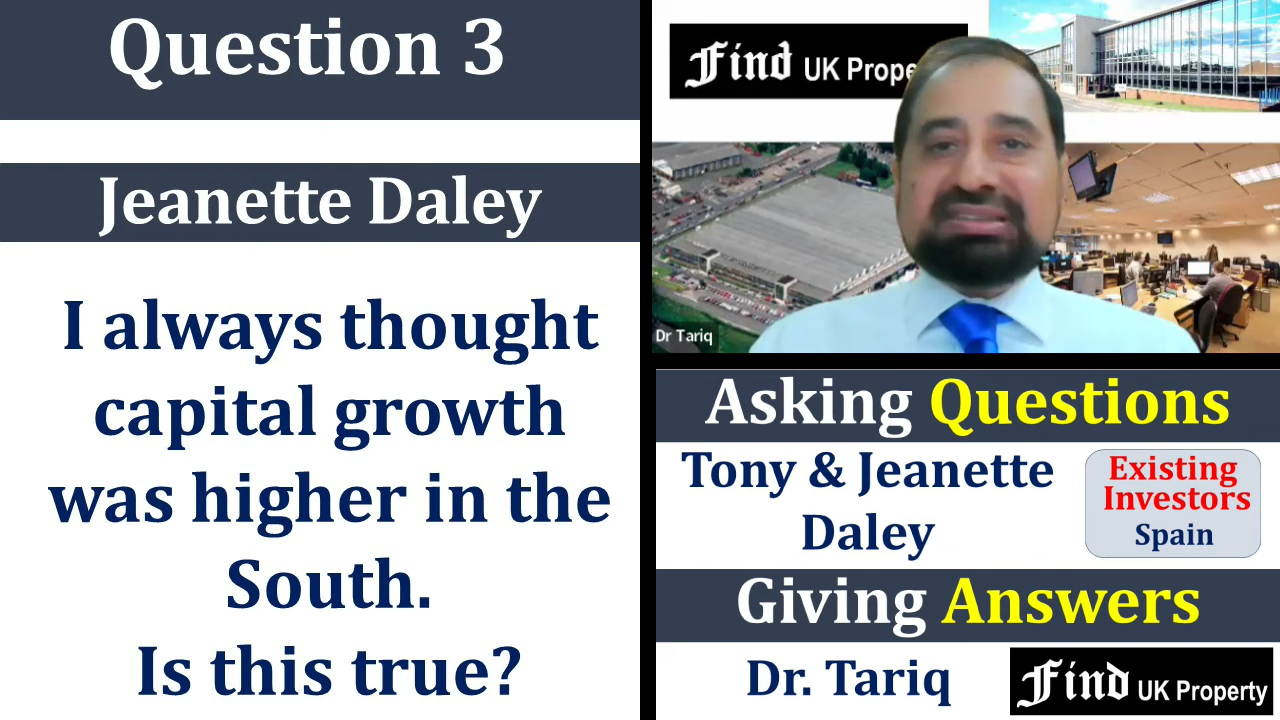 Question 3
Jeanette Daley
I always thought
capital growth
was higher in the
South.
Is this true?
Find UK Prope
Dr Tariq
Asking Questions
Tony & Jeanette
Daley
Existing
Investors
Spain
Giving Answers
Dr. Tariq
Find UK Property